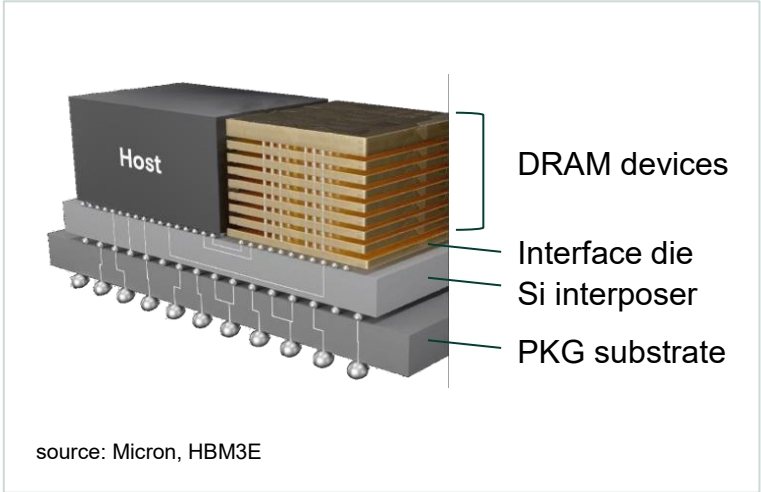 Host
DRAM devices
Interface die
Si interposer
PKG substrate
source: Micron, HBM3E